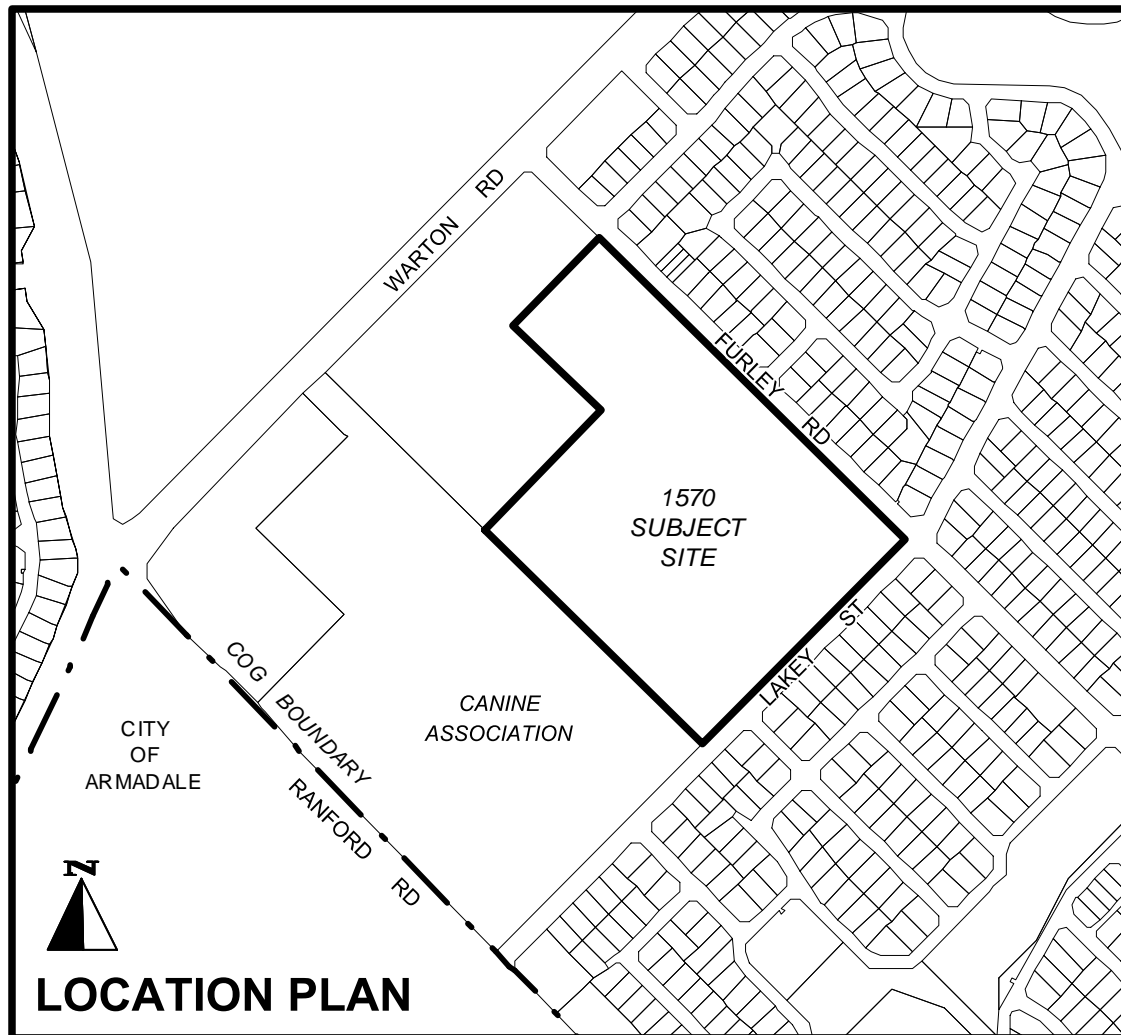 WARTON RD
FURLEY RD
1570
SUBJECT
SITE
LAKEY ST
COG BOUNDARY
CANINE
ASSOCIATION
CITY
OF
ARMADALE
RANFORD RD
N
LOCATION PLAN